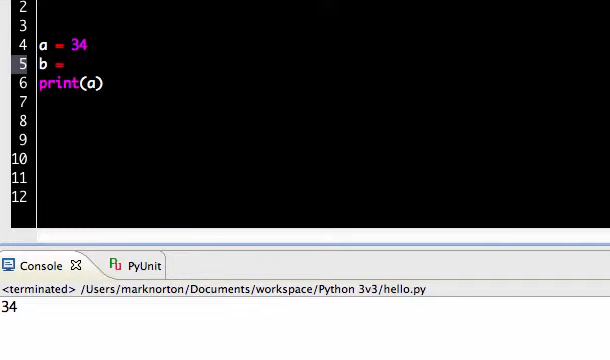 2
3
4 a = 34
5 b =
6 print(a)
7
8
9
10
11
12
Console PyUnit
<terminated> /Users/marknorton/Documents/workspace/Python 3v3/hello.py
34